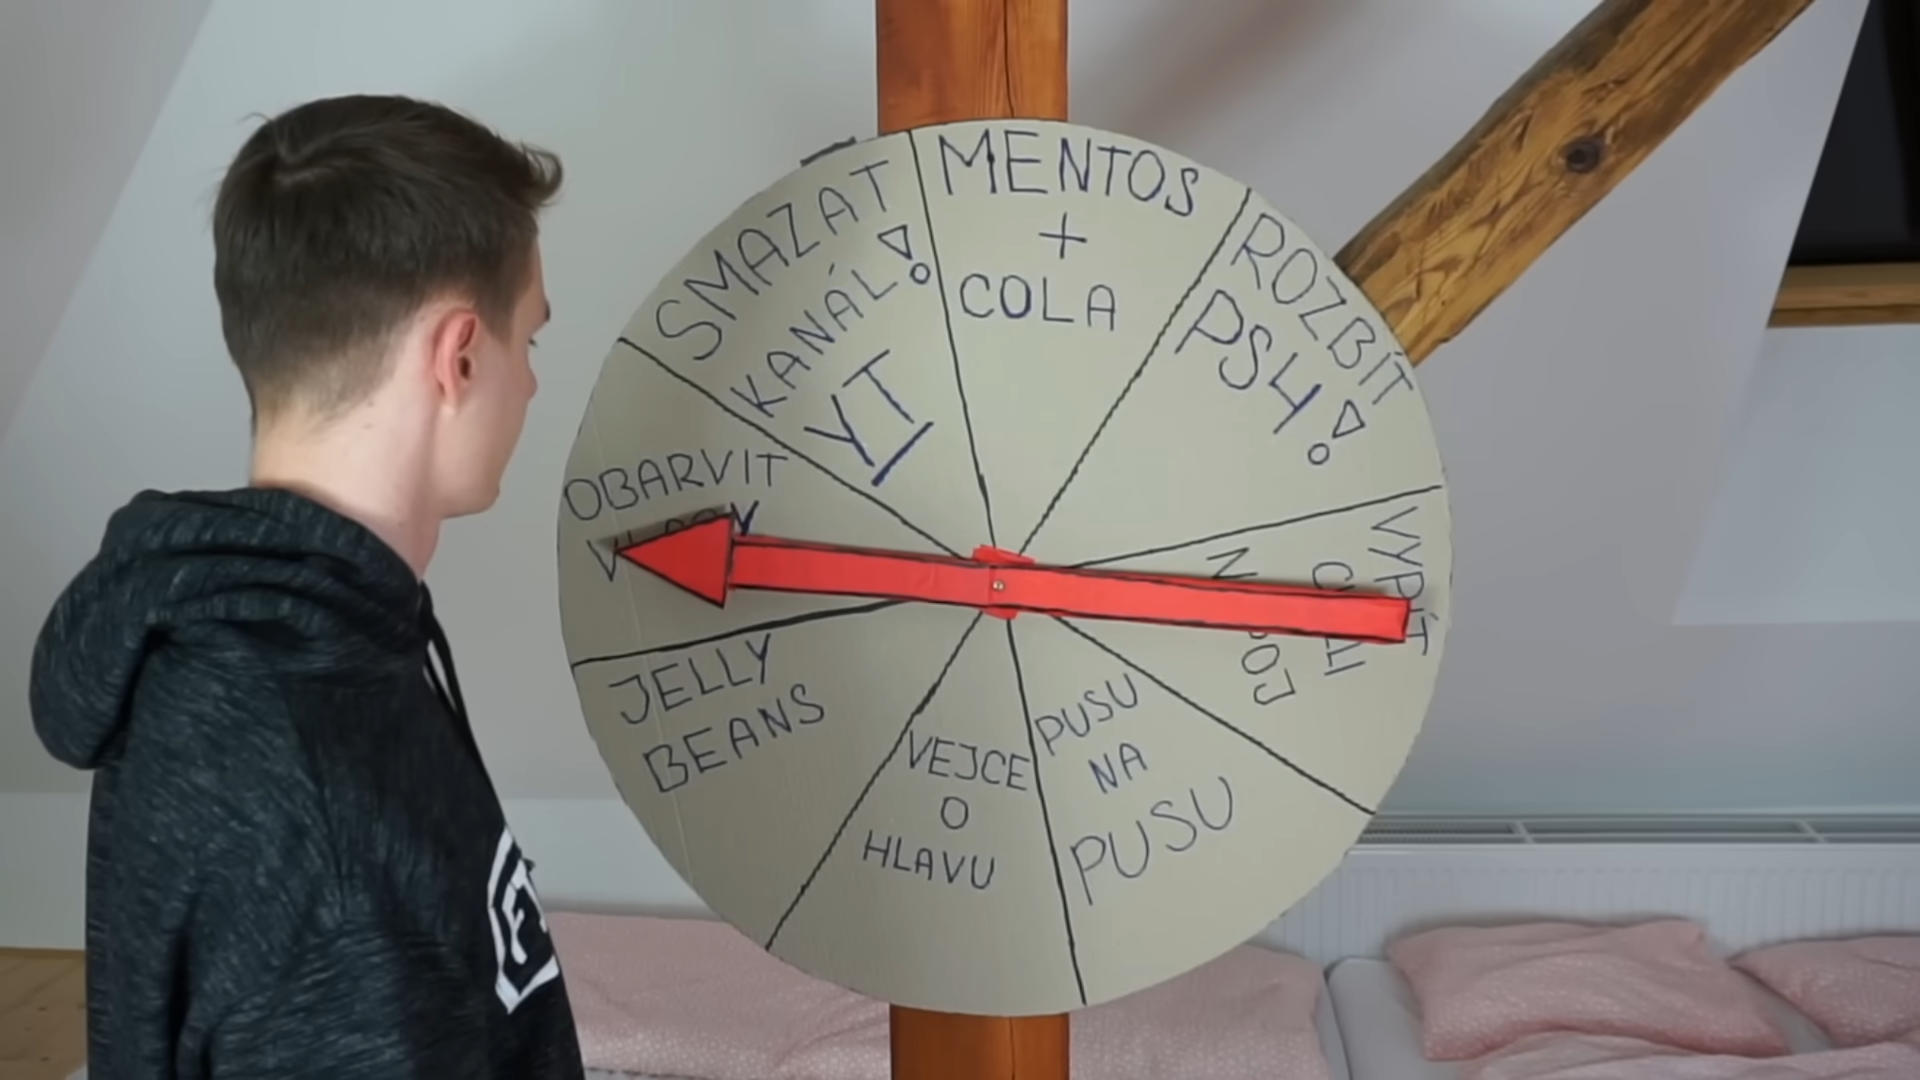 MENTOS
+
COLA
ROZBÍT
PS4!
VYPÍT
PUSU
NA
PUSU
VEJCE
O
HLAVU
JELLY
BEANS
OBARVIT
SMAZAT
KANÁL!
YT